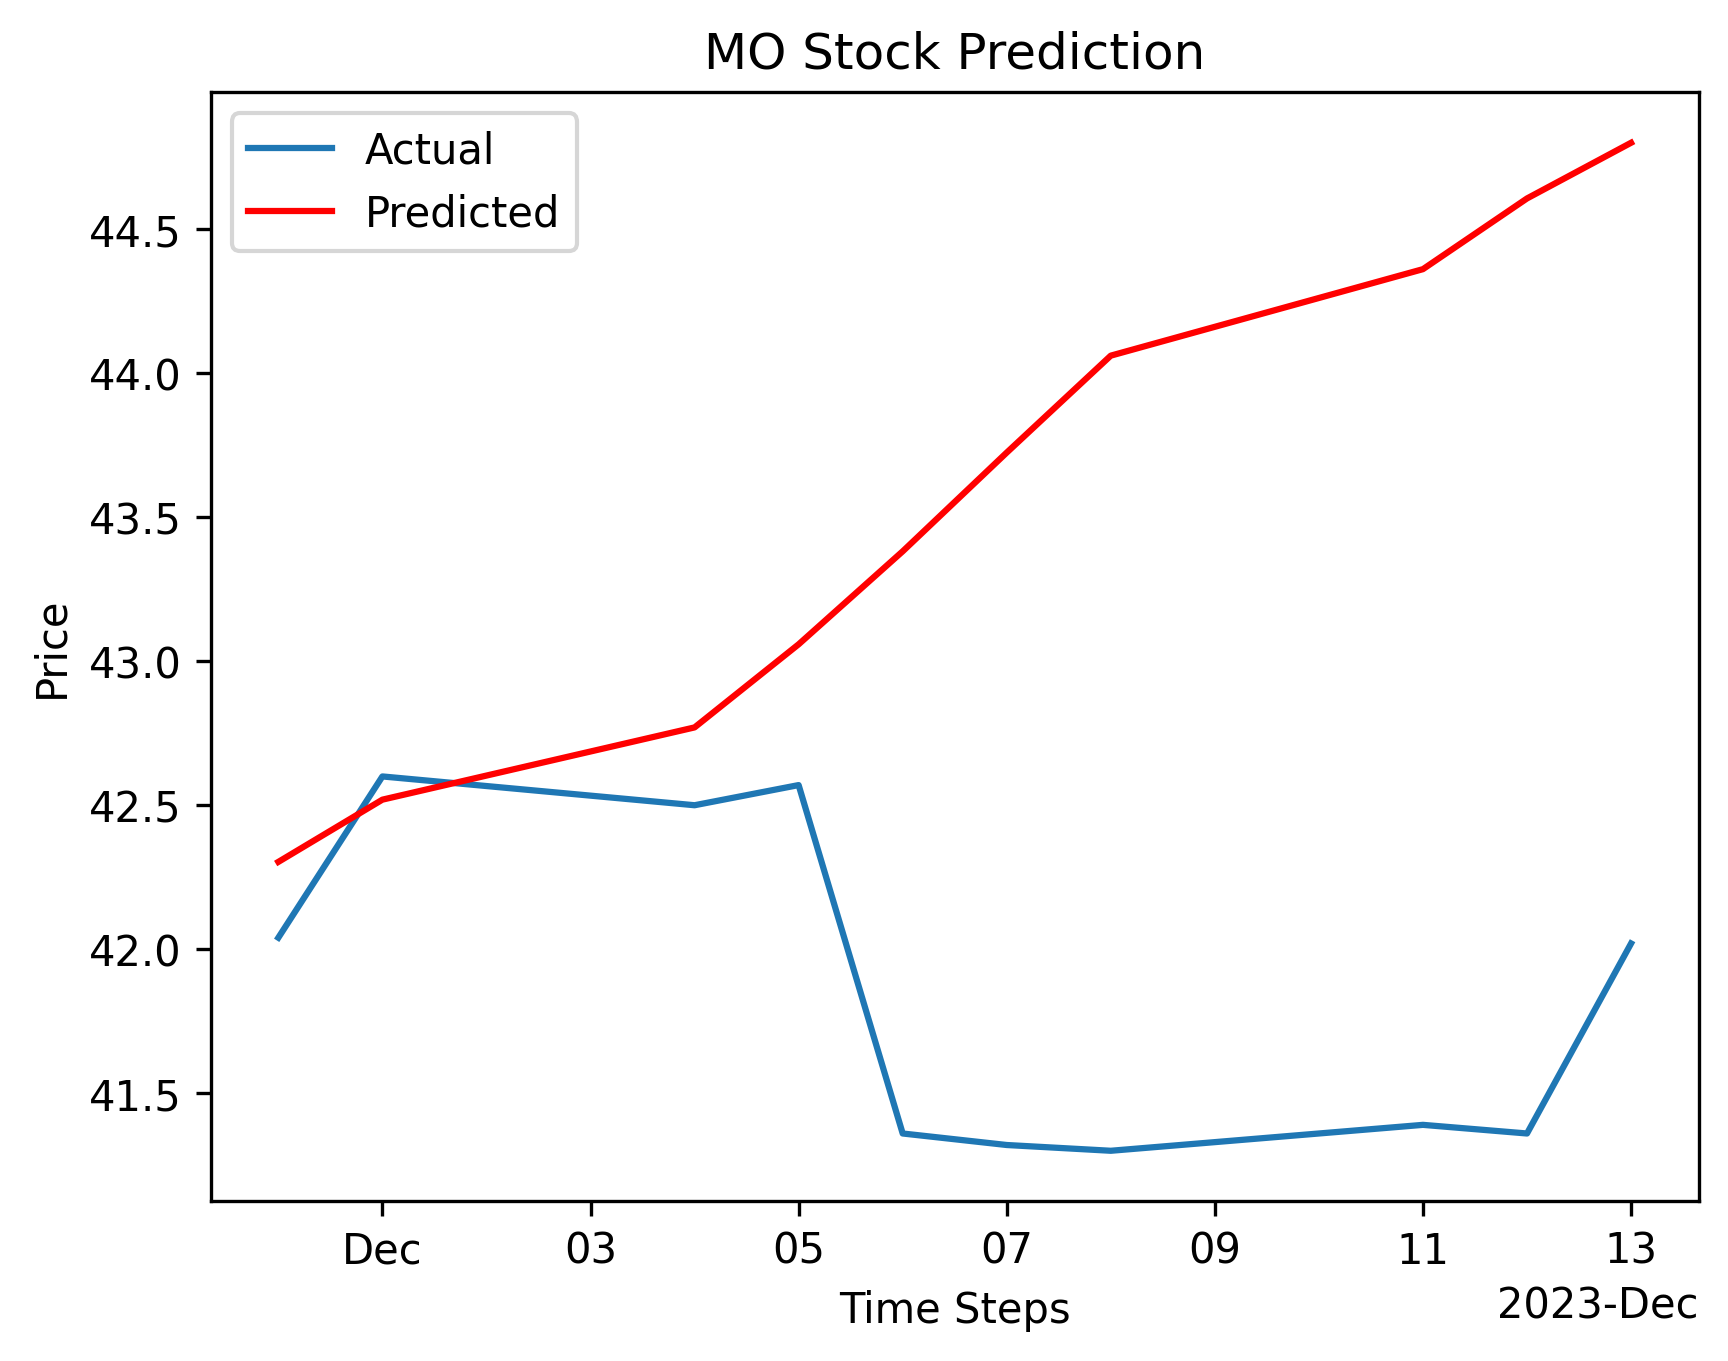 MO Stock Prediction
Actual
Predicted
44.5
44.0
43.5
43.0
42.5
42.0
41.5
Price
Dec 03 05 07 09 11 13
Time Steps
2023-Dec